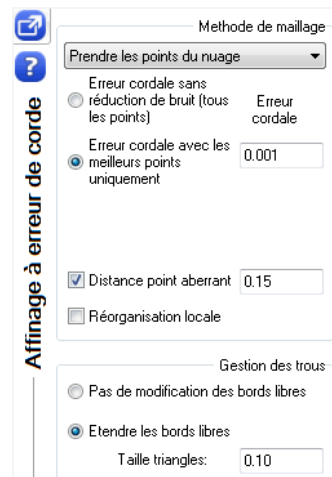 Affinage à erreur de corde
?
Methode de maillage
Prendre les points du nuage
Erreur cordale sans
réduction de bruit (tous
les points)
Erreur
cordale
Erreur cordale avec les
meilleurs points
uniquement
0.001
Distance point aberrant
0.15
Réorganisation locale
Gestion des trous
Pas de modification des bords libres
Etendre les bords libres
Taille triangles:
0.10